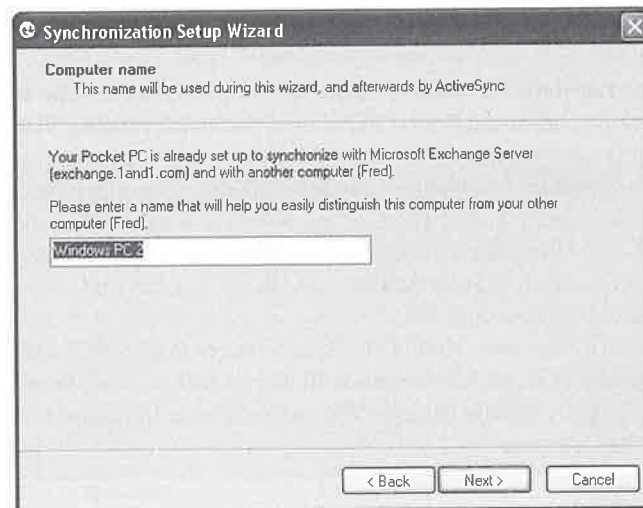 Synchronization Setup Wizard
Computer name
This name will be used during this wizard, and afterwards by ActiveSync
Your Pocket PC is already set up to synchronize with Microsoft Exchange Server
(exchange.1and1.com) and with another computer (Fred).
Please enter a name that will help you easily distinguish this computer from your other
computer (Fred).
Windows PC 2
< Back
Next >
Cancel